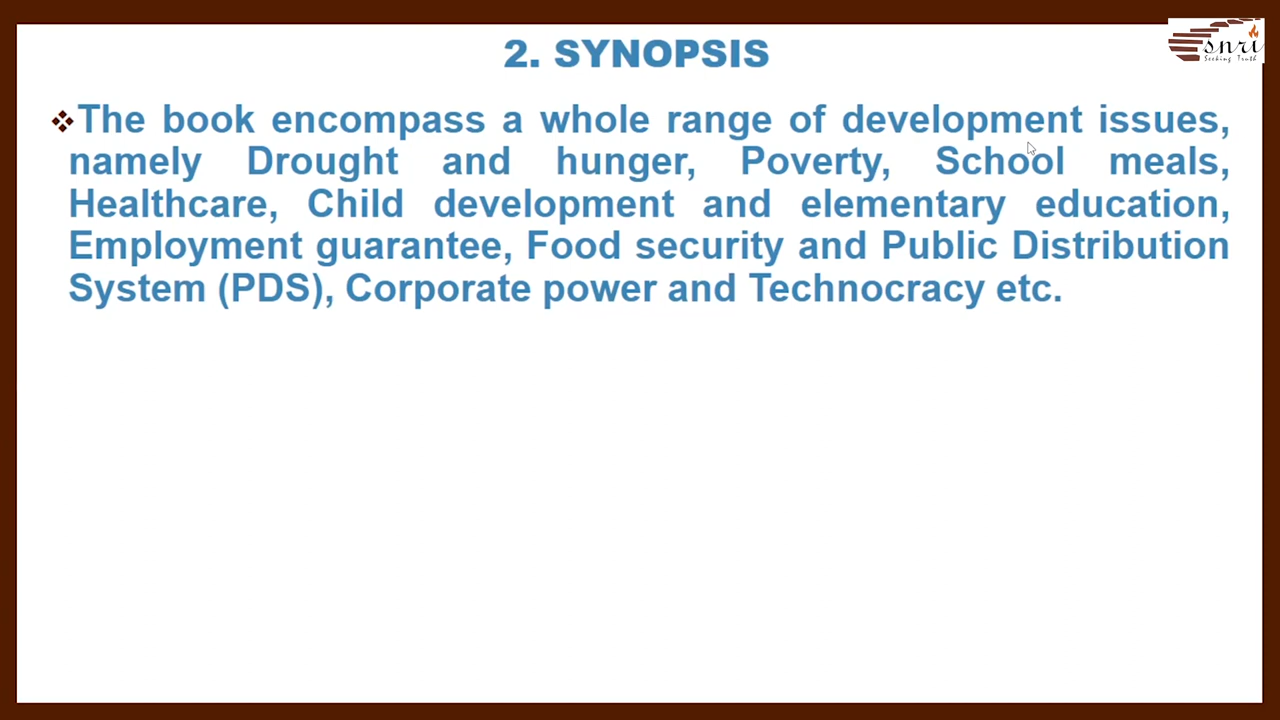 2. SYNOPSIS
snri
Seeking Truth
❖The book encompass a whole range of development issues,
namely Drought and hunger, Poverty, School meals,
Healthcare, Child development and elementary education,
Employment guarantee, Food security and Public Distribution
System (PDS), Corporate power and Technocracy etc.